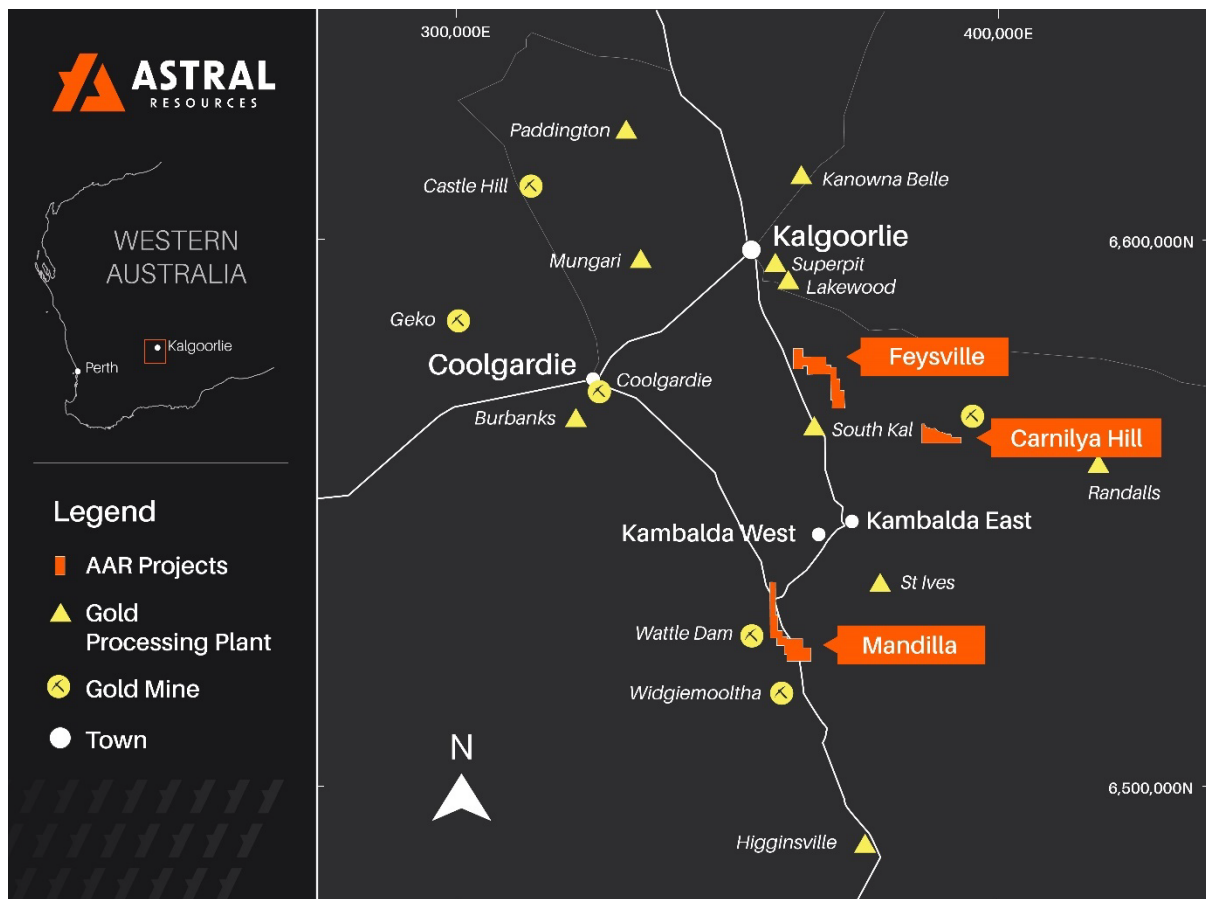 ASTRAL
RESOURCES
WESTERN
AUSTRALIA
Kalgoorlie
Perth
Legend
AAR Projects
Gold
Processing Plant
Gold Mine
Town
300,000E
400,000E
Paddington
Castle Hill
Kanowna Belle
Kalgoorlie
6,600,000N
Mungari
Superpit
Lakewood
Geko
Feysville
Coolgardie
Coolgardie
Burbanks
South Kal
Carnilya Hill
Randalls
Kambalda East
Kambalda West
St Ives
Wattle Dam
Mandilla
Widgiemooltha
N
6,500,000N
Higginsville